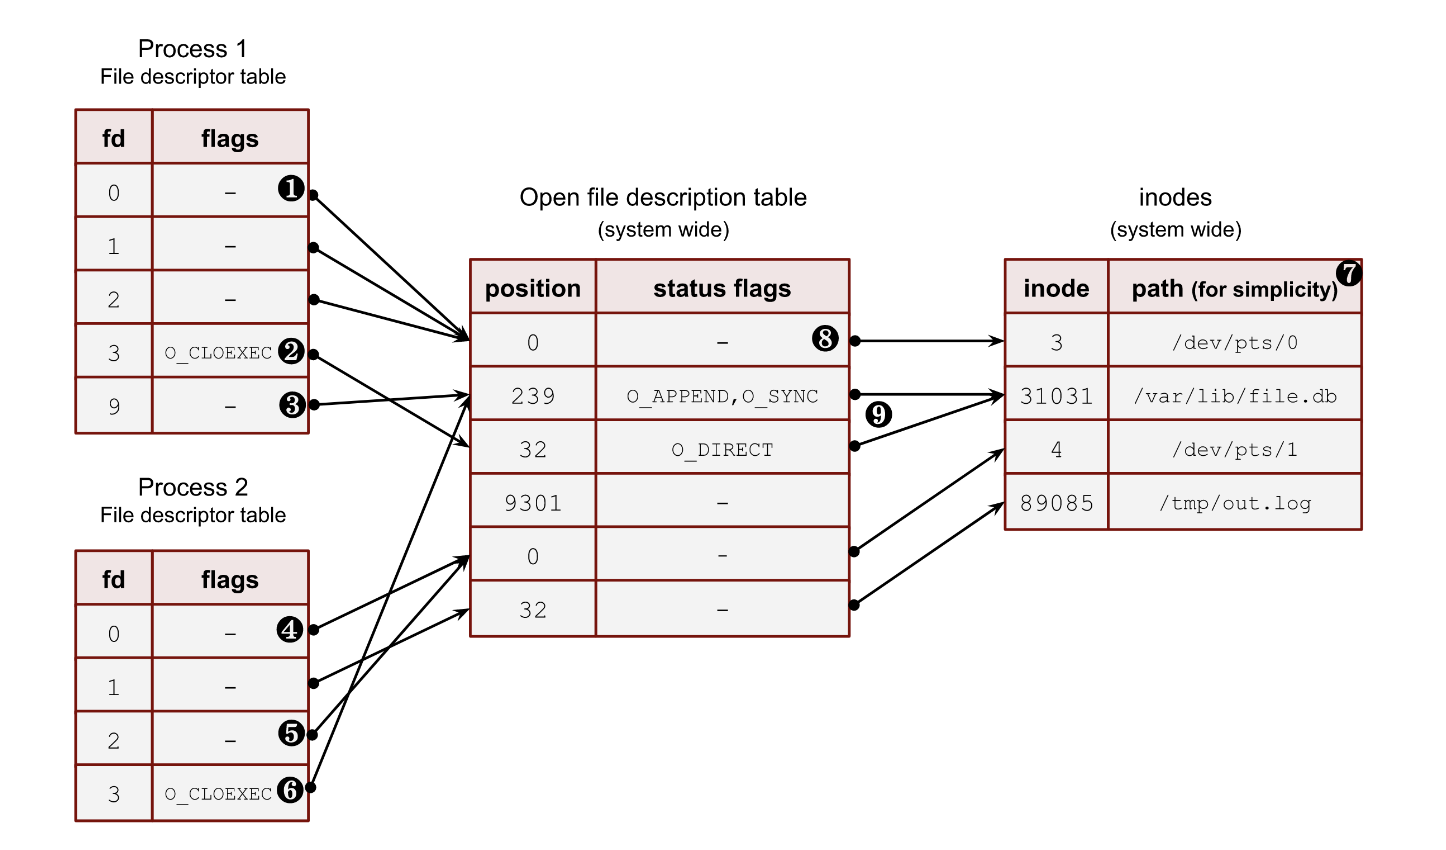 Process 1
File descriptor table
fd flags
0 - ❶
1 -
2 -
3 O_CLOEXEC ❷
9 - ❸
Process 2
File descriptor table
fd flags
0 - ❹
1 -
2 - ❺
3 O_CLOEXEC ❻
Open file description table
(system wide)
position status flags
0 - ❽
239 O_APPEND,O_SYNC
❾
32 O_DIRECT
9301 -
0 -
32 -
inodes
(system wide)
inode path (for simplicity) ❼
3 /dev/pts/0
31031 /var/lib/file.db
4 /dev/pts/1
89085 /tmp/out.log